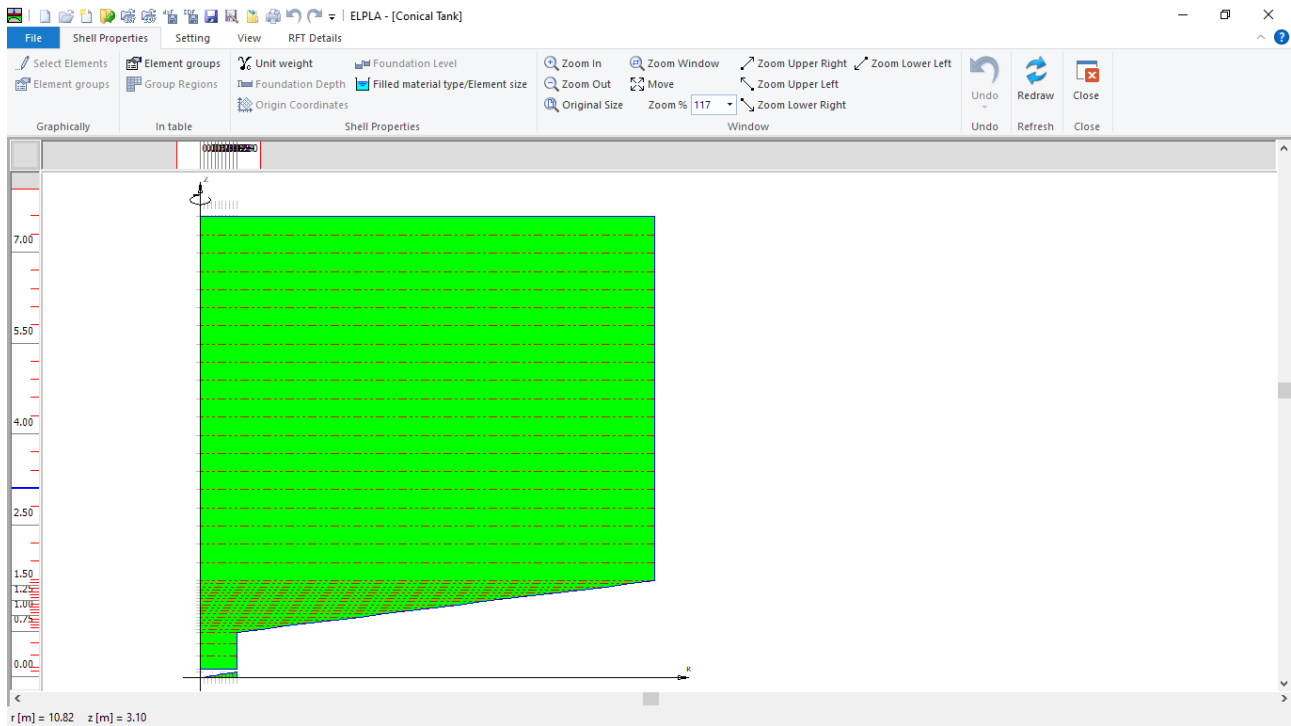 ELPLA - [Conical Tank]
File Shell Properties Setting View RFT Details
Select Elements Element groups Unit weight Foundation Level Zoom In Zoom Window Zoom Upper Right Zoom Lower Left
Element groups Group Regions Foundation Depth Filled material type/Element size Zoom Out Move Zoom Upper Left
Origin Coordinates Original Size Zoom % 117 Zoom Lower Right
Undo Redraw Close
Graphically In table Shell Properties Window Undo Refresh Close
Z
7.00
5.50
4.00
2.50
1.50
1.25
1.00
0.75
0.00
R
r [m] = 10.82 z [m] = 3.10